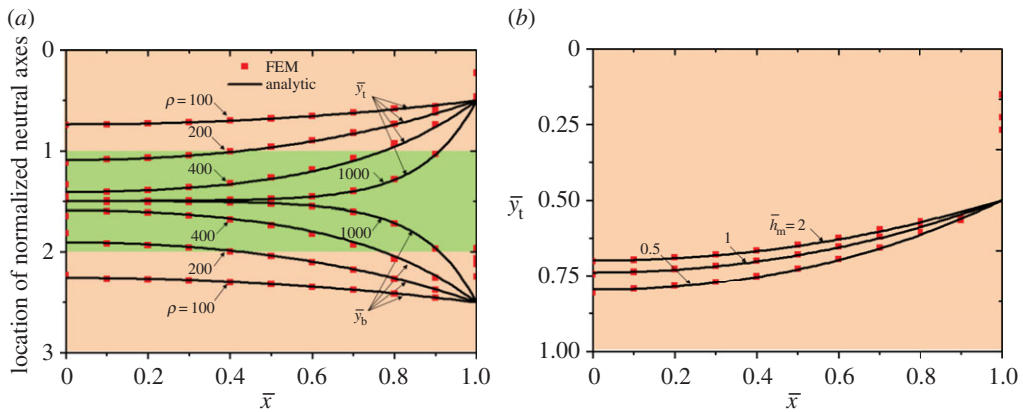 (a)
location of normalized neutral axes
0
1
2
3
FEM
analytic
ρ = 100
200
400
1000
ȳt
400
1000
200
ρ = 100
ȳb
0 0.2 0.4 0.6 0.8 1.0
x̄
(b)
ȳt
0
0.25
0.50
0.75
1.00
0.5
1
h̄m = 2
0 0.2 0.4 0.6 0.8 1.0
x̄